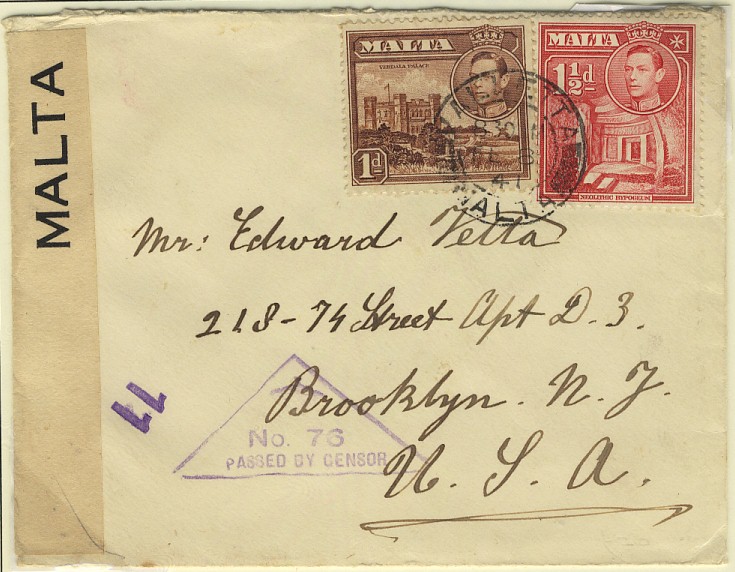 MALTA
MALTA
VERDALA PALACE
1d
MALTA
1½d
NEOLITHIC HYPOGEUM
VALLETTA
MALTA
Mr: Edward Vella
218-74 Street Apt D. 3.
Brooklyn. N. Y.
U. S. A.
No. 76
PASSED BY CENSOR